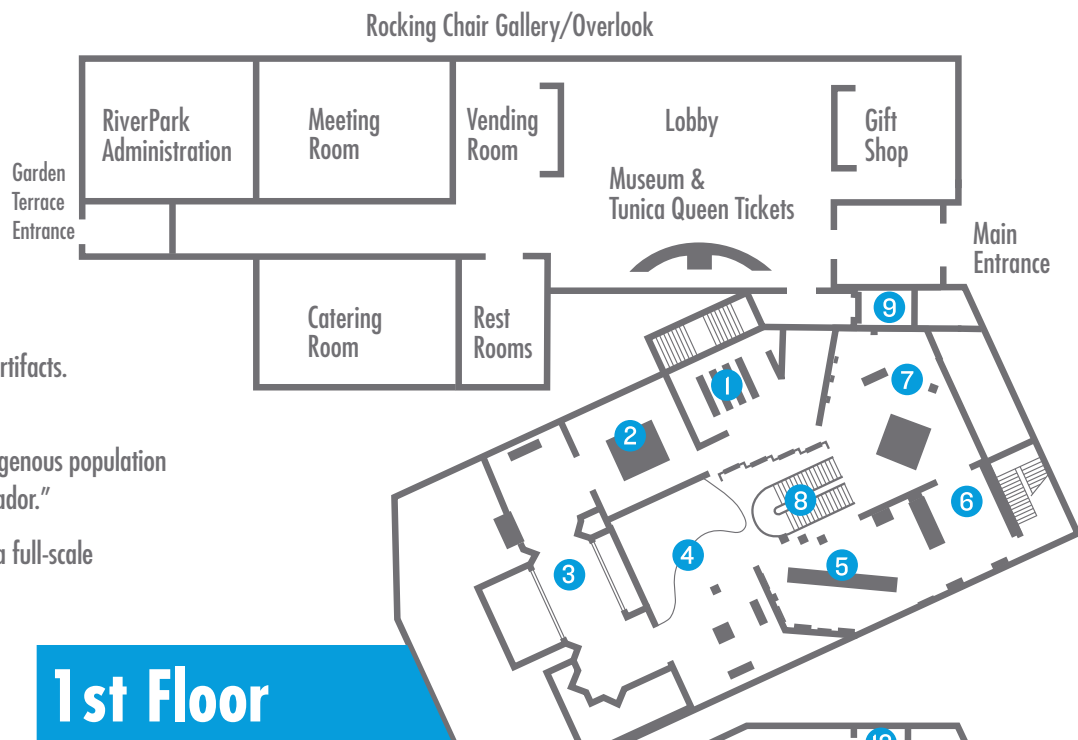 Rocking Chair Gallery/Overlook
RiverPark
Administration
Meeting
Room
Vending
Room
Lobby
Gift
Shop
Garden
Terrace
Entrance
Museum &
Tunica Queen Tickets
Main
Entrance
Catering
Room
Rest
Rooms
9
7
1
2
8
6
5
4
3
rtifacts.
genous population
ador.”
a full-scale
1st Floor